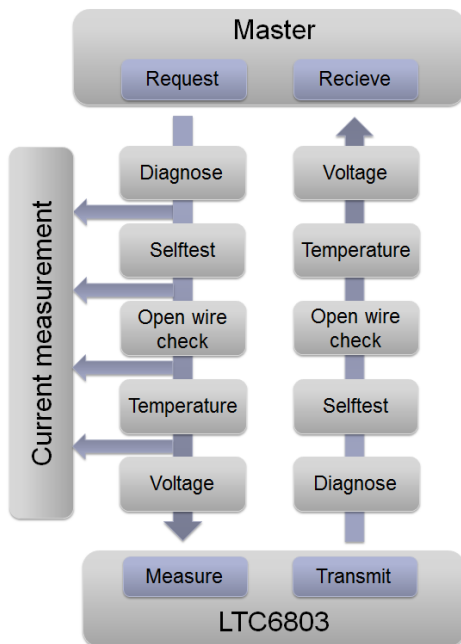 Master
Request
Recieve
Current measurement
Diagnose
Selftest
Open wire
check
Temperature
Voltage
Voltage
Temperature
Open wire
check
Selftest
Diagnose
Measure
Transmit
LTC6803